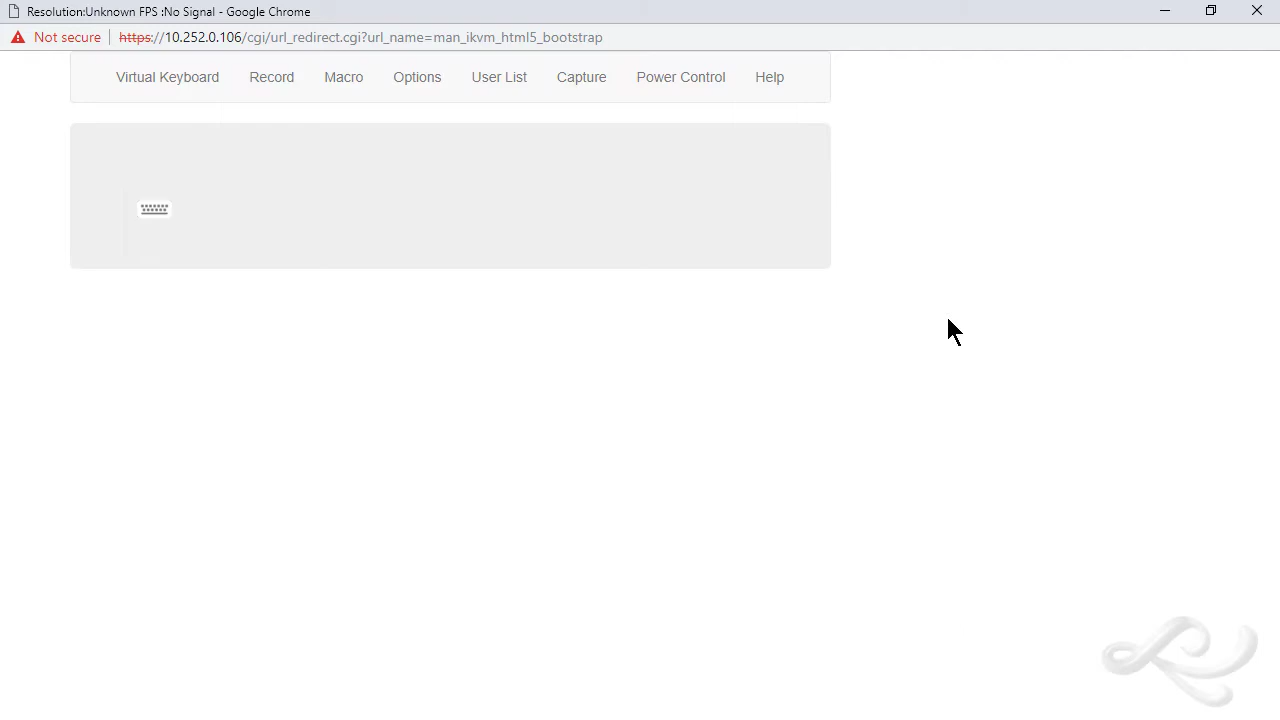 Resolution:Unknown FPS :No Signal - Google Chrome
Not secure | https://10.252.0.106/cgi/url_redirect.cgi?url_name=man_ikvm_html5_bootstrap
Virtual Keyboard Record Macro Options User List Capture Power Control Help